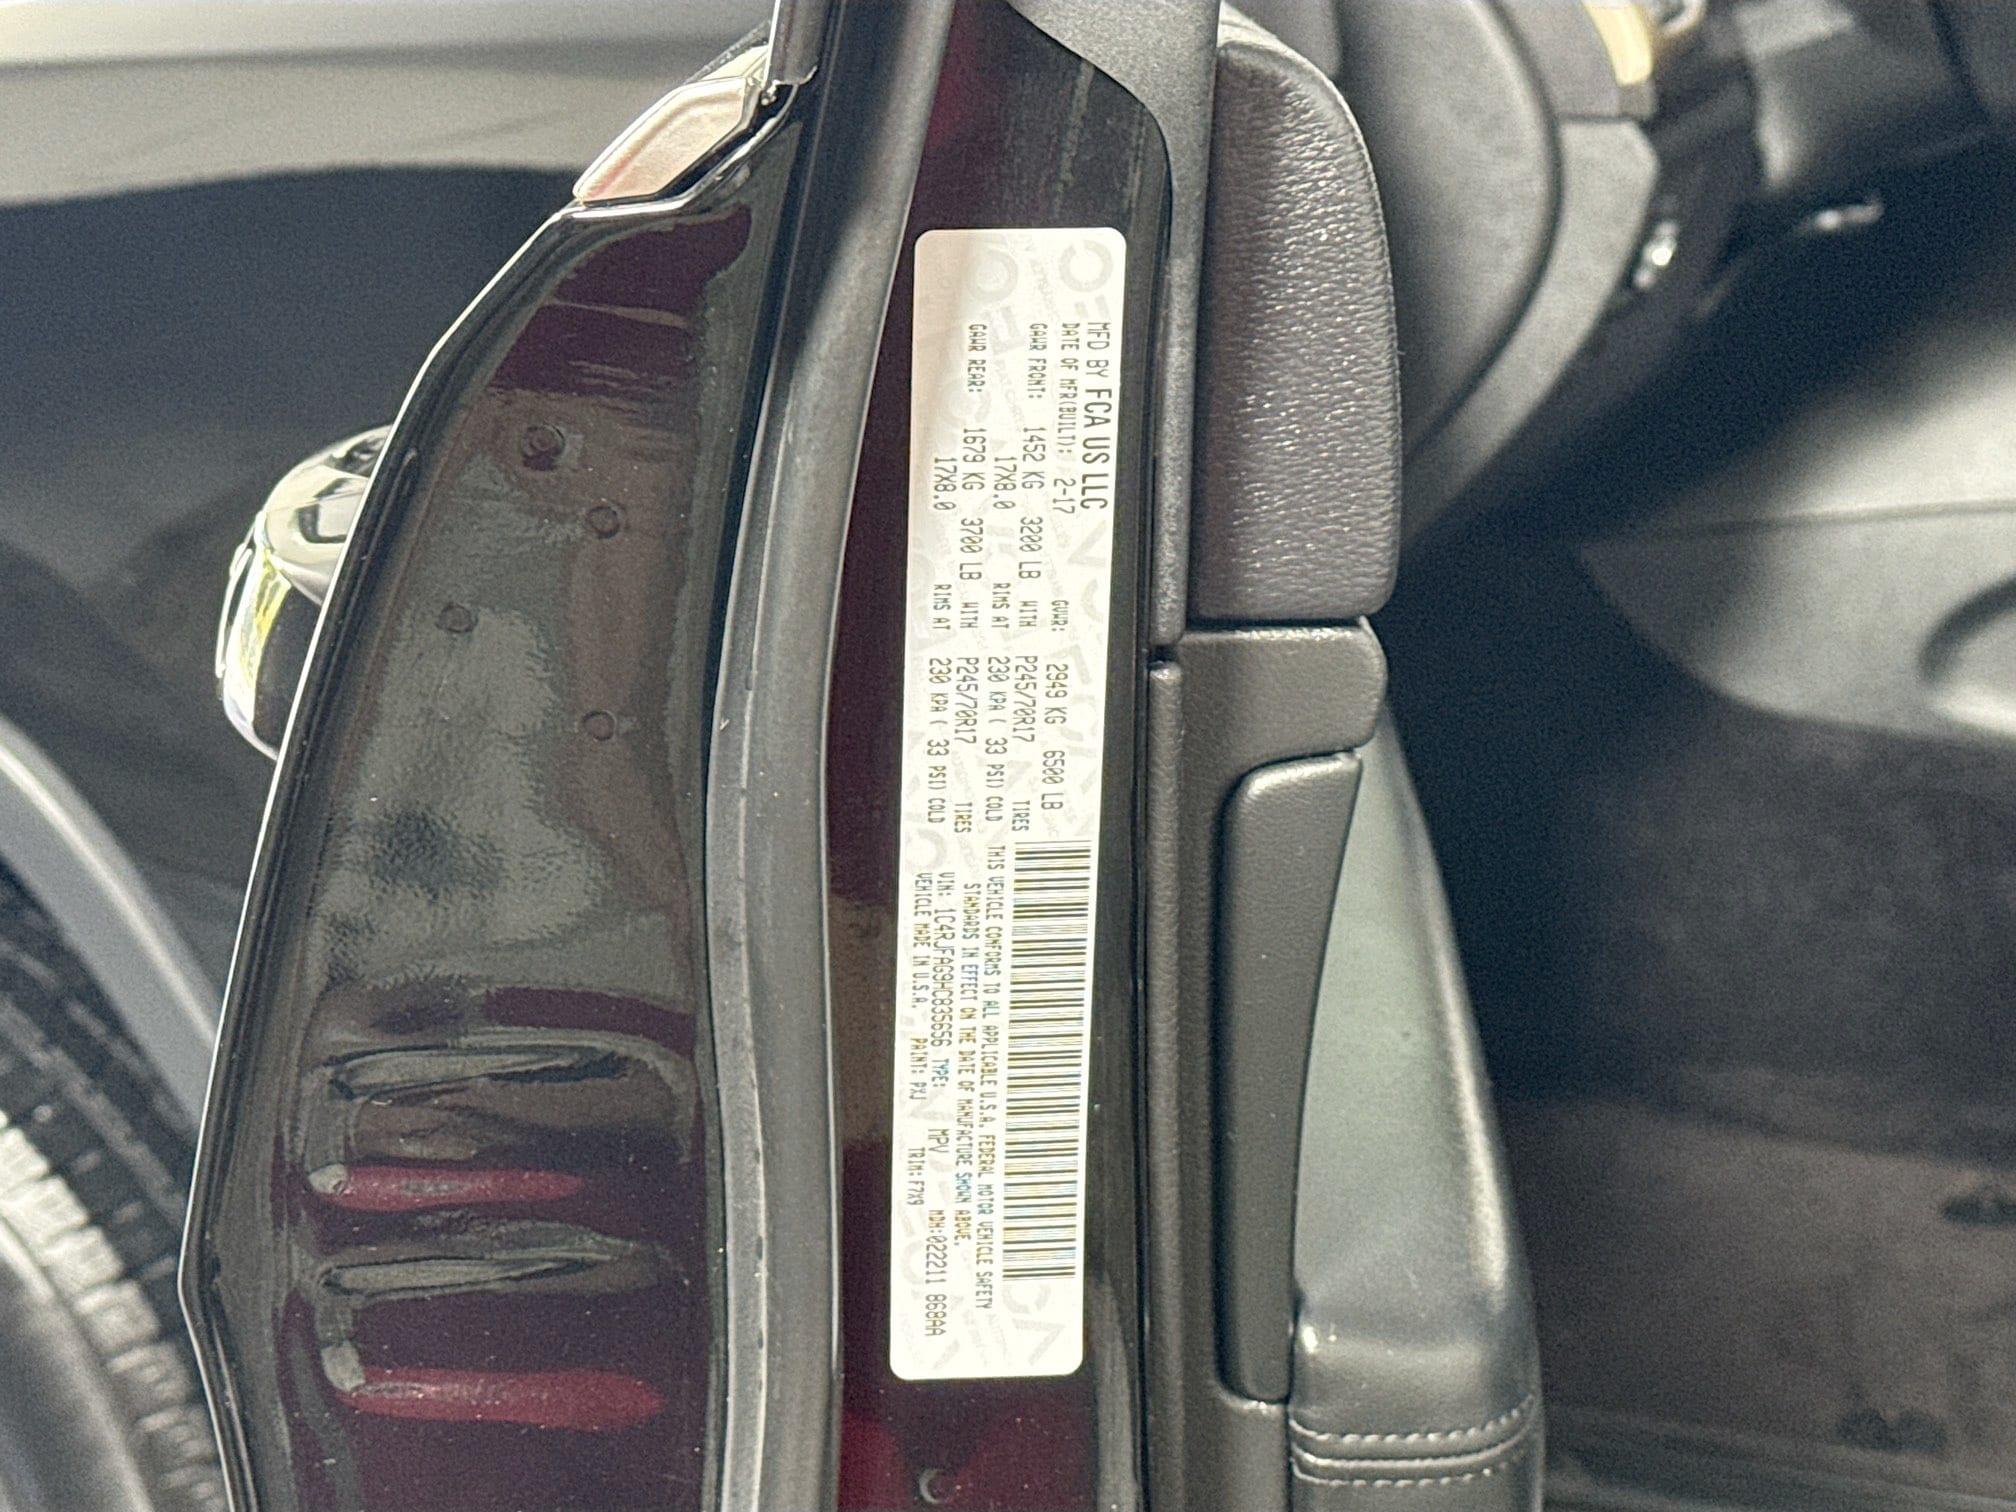 MFD BY FCA US LLC
DATE OF MFR(BUILT): 2-17 GVWR: 2949 KG 6500 LB
GAWR FRONT: 1452 KG 3200 LB WITH P245/70R17 TIRES
17X8.0 RIMS AT 230 KPA ( 33 PSI) COLD
GAWR REAR: 1679 KG 3700 LB WITH P245/70R17 TIRES
17X8.0 RIMS AT 230 KPA ( 33 PSI) COLD
THIS VEHICLE CONFORMS TO ALL APPLICABLE U.S.A. FEDERAL MOTOR VEHICLE SAFETY
STANDARDS IN EFFECT ON THE DATE OF MANUFACTURE SHOWN ABOVE.
VIN: 1C4RJFAG9HC835656 TYPE: MPV MDH:022211 868AA
VEHICLE MADE IN U.S.A. PAINT: PXJ TRIM: F7X9